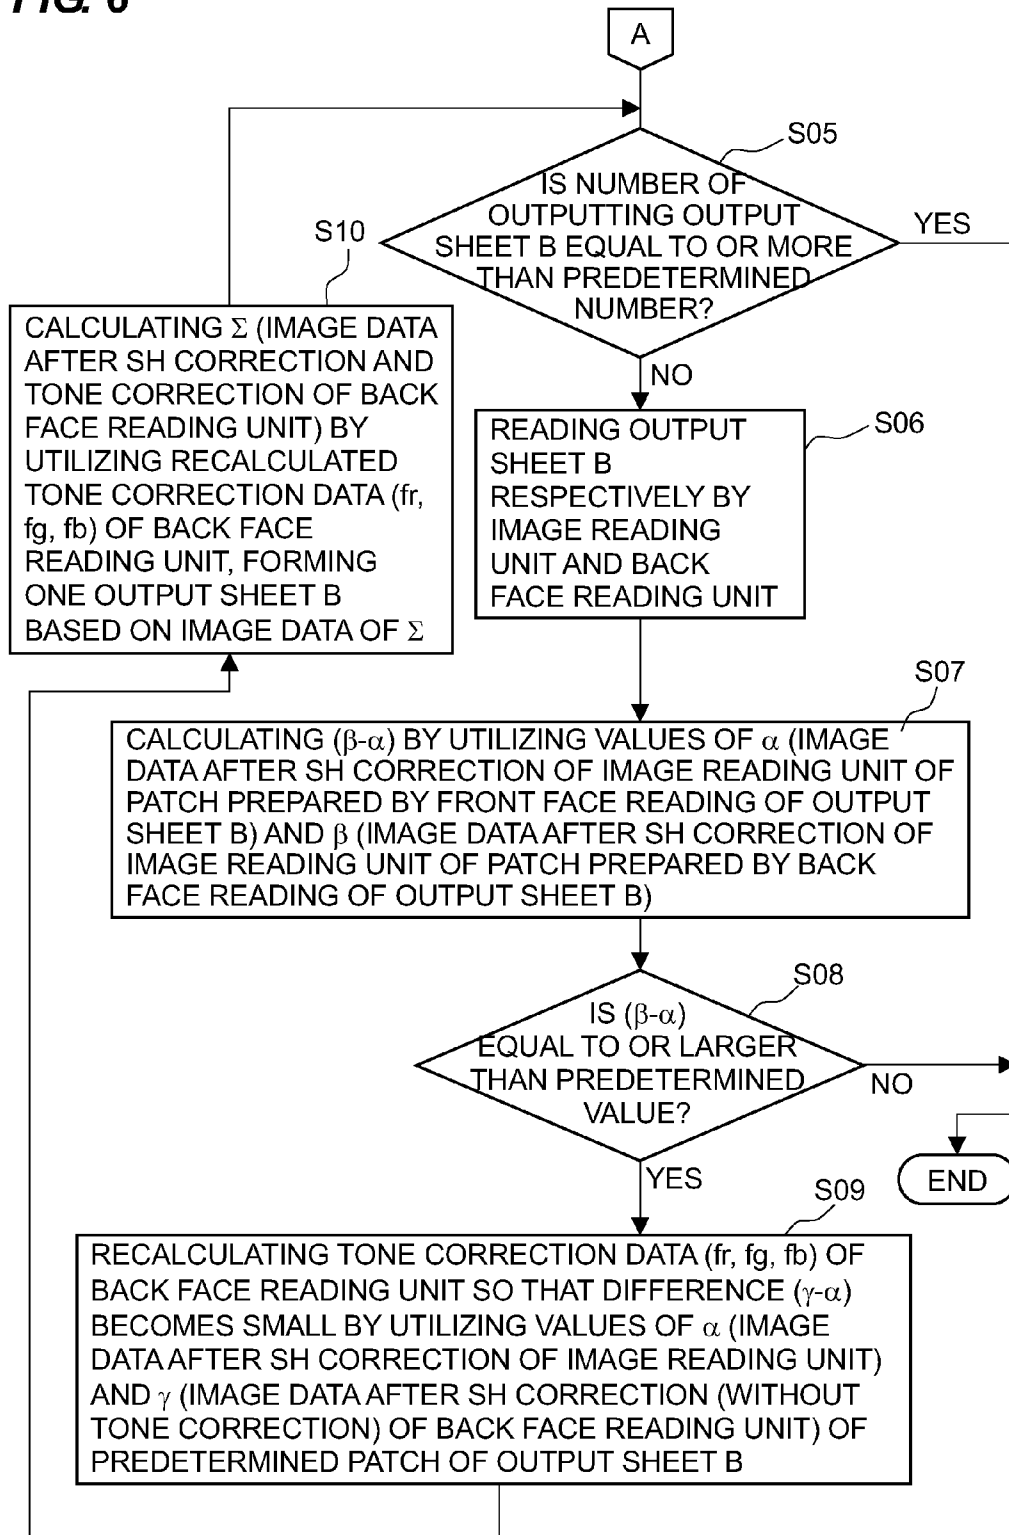 FIG. 6
A
S05
IS NUMBER OF
OUTPUTTING OUTPUT
SHEET B EQUAL TO OR MORE
THAN PREDETERMINED
NUMBER?
YES
NO
S10
CALCULATING Σ (IMAGE DATA
AFTER SH CORRECTION AND
TONE CORRECTION OF BACK
FACE READING UNIT) BY
UTILIZING RECALCULATED
TONE CORRECTION DATA (fr,
fg, fb) OF BACK FACE
READING UNIT, FORMING
ONE OUTPUT SHEET B
BASED ON IMAGE DATA OF Σ
S06
READING OUTPUT
SHEET B
RESPECTIVELY BY
IMAGE READING
UNIT AND BACK
FACE READING UNIT
S07
CALCULATING (β-α) BY UTILIZING VALUES OF α (IMAGE
DATA AFTER SH CORRECTION OF IMAGE READING UNIT OF
PATCH PREPARED BY FRONT FACE READING OF OUTPUT
SHEET B) AND β (IMAGE DATA AFTER SH CORRECTION OF
IMAGE READING UNIT OF PATCH PREPARED BY BACK
FACE READING OF OUTPUT SHEET B)
S08
IS (β-α)
EQUAL TO OR LARGER
THAN PREDETERMINED
VALUE?
NO
YES
END
S09
RECALCULATING TONE CORRECTION DATA (fr, fg, fb) OF
BACK FACE READING UNIT SO THAT DIFFERENCE (γ-α)
BECOMES SMALL BY UTILIZING VALUES OF α (IMAGE
DATA AFTER SH CORRECTION OF IMAGE READING UNIT)
AND γ (IMAGE DATA AFTER SH CORRECTION (WITHOUT
TONE CORRECTION) OF BACK FACE READING UNIT) OF
PREDETERMINED PATCH OF OUTPUT SHEET B